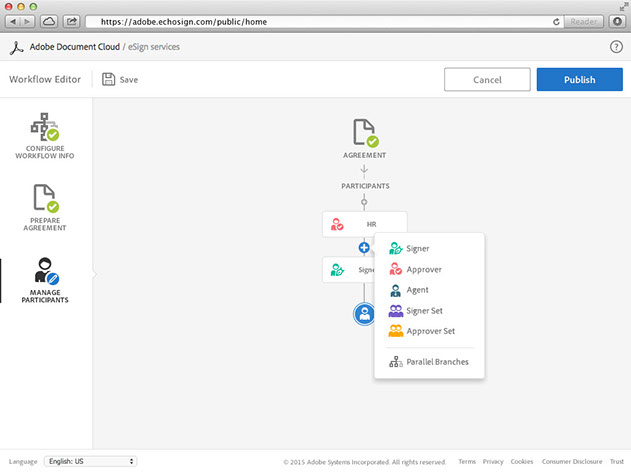 https://adobe.echosign.com/public/home
Reader
Adobe Document Cloud / eSign services
?
Workflow Editor
Save
Cancel
Publish
CONFIGURE
WORKFLOW INFO
PREPARE
AGREEMENT
MANAGE
PARTICIPANTS
AGREEMENT
PARTICIPANTS
HR
Signer
Approver
Agent
Signer Set
Approver Set
Parallel Branches
Language
English: US
© 2015 Adobe Systems Incorporated. All rights reserved.
Terms
Privacy
Cookies
Consumer Disclosure
Trust